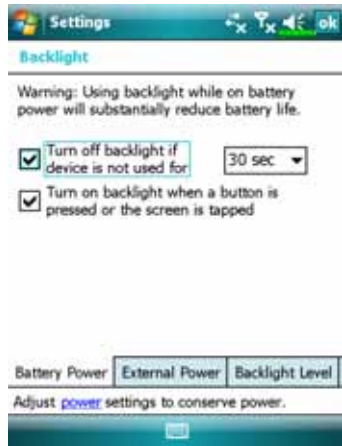 Settings
ok
Backlight
Warning: Using backlight while on battery
power will substantially reduce battery life.
Turn off backlight if
device is not used for
30 sec
Turn on backlight when a button is
pressed or the screen is tapped
Battery Power
External Power
Backlight Level
Adjust power settings to conserve power.